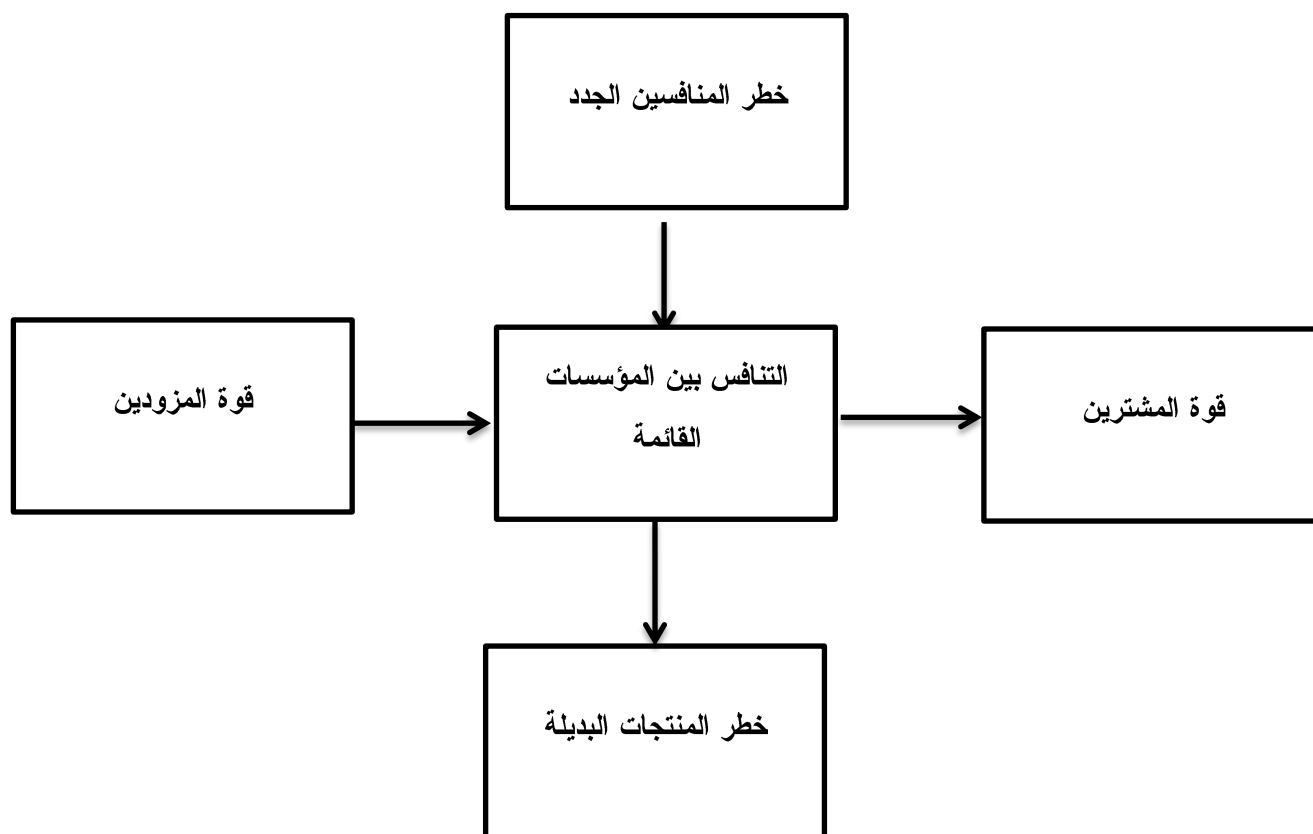 خطر المنافسين الجدد
قوة المزودين
التنافس بين المؤسسات
القائمة
قوة المشترين
خطر المنتجات البديلة